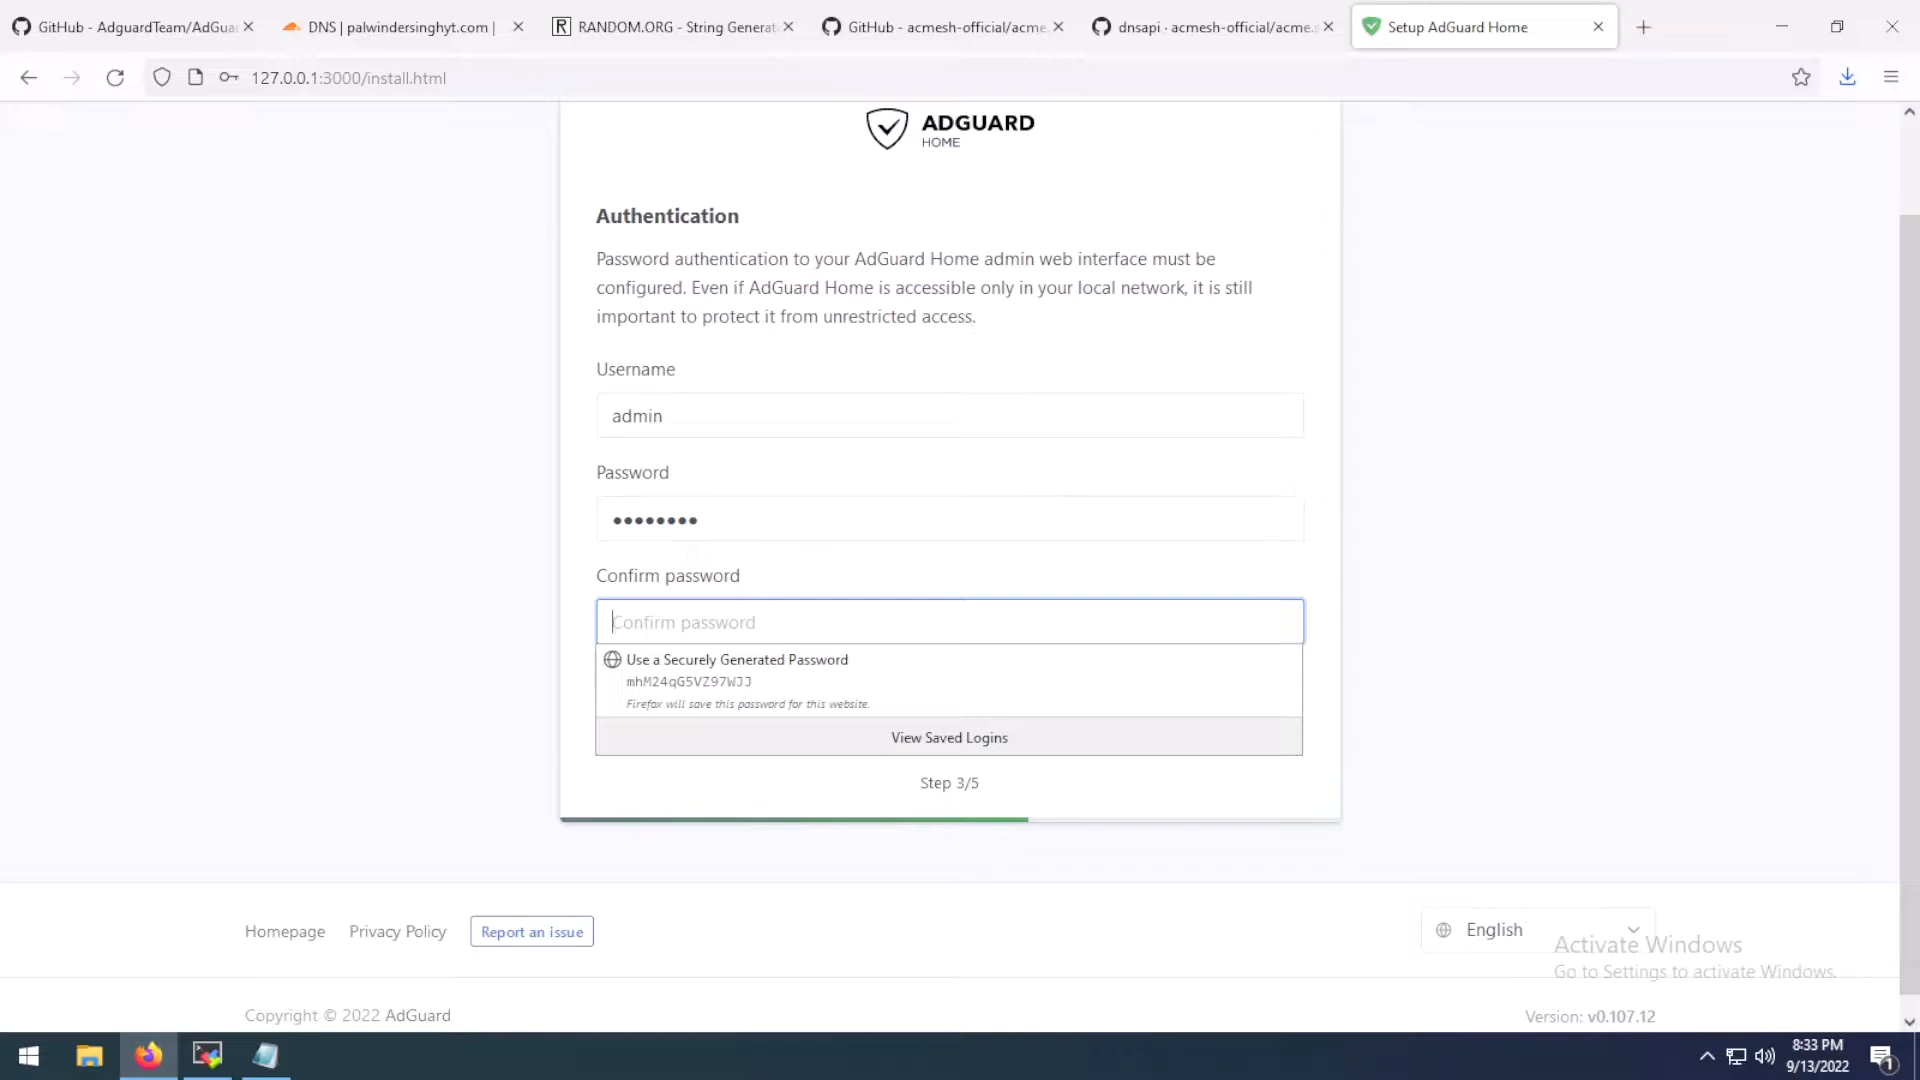 GitHub - AdguardTeam/AdGuar
DNS | palwindersinghyt.com |
RANDOM.ORG - String Generat
GitHub - acmesh-official/acme.
dnsapi · acmesh-official/acme.s
Setup AdGuard Home
127.0.0.1:3000/install.html
ADGUARD
HOME
Authentication
Password authentication to your AdGuard Home admin web interface must be
configured. Even if AdGuard Home is accessible only in your local network, it is still
important to protect it from unrestricted access.
Username
admin
Password
••••••••
Confirm password
Confirm password
Use a Securely Generated Password
mhM24qG5VZ97WJJ
Firefox will save this password for this website.
View Saved Logins
Step 3/5
Homepage
Privacy Policy
Report an issue
English
Activate Windows
Go to Settings to activate Windows.
Copyright © 2022 AdGuard
Version: v0.107.12
8:33 PM
9/13/2022
1